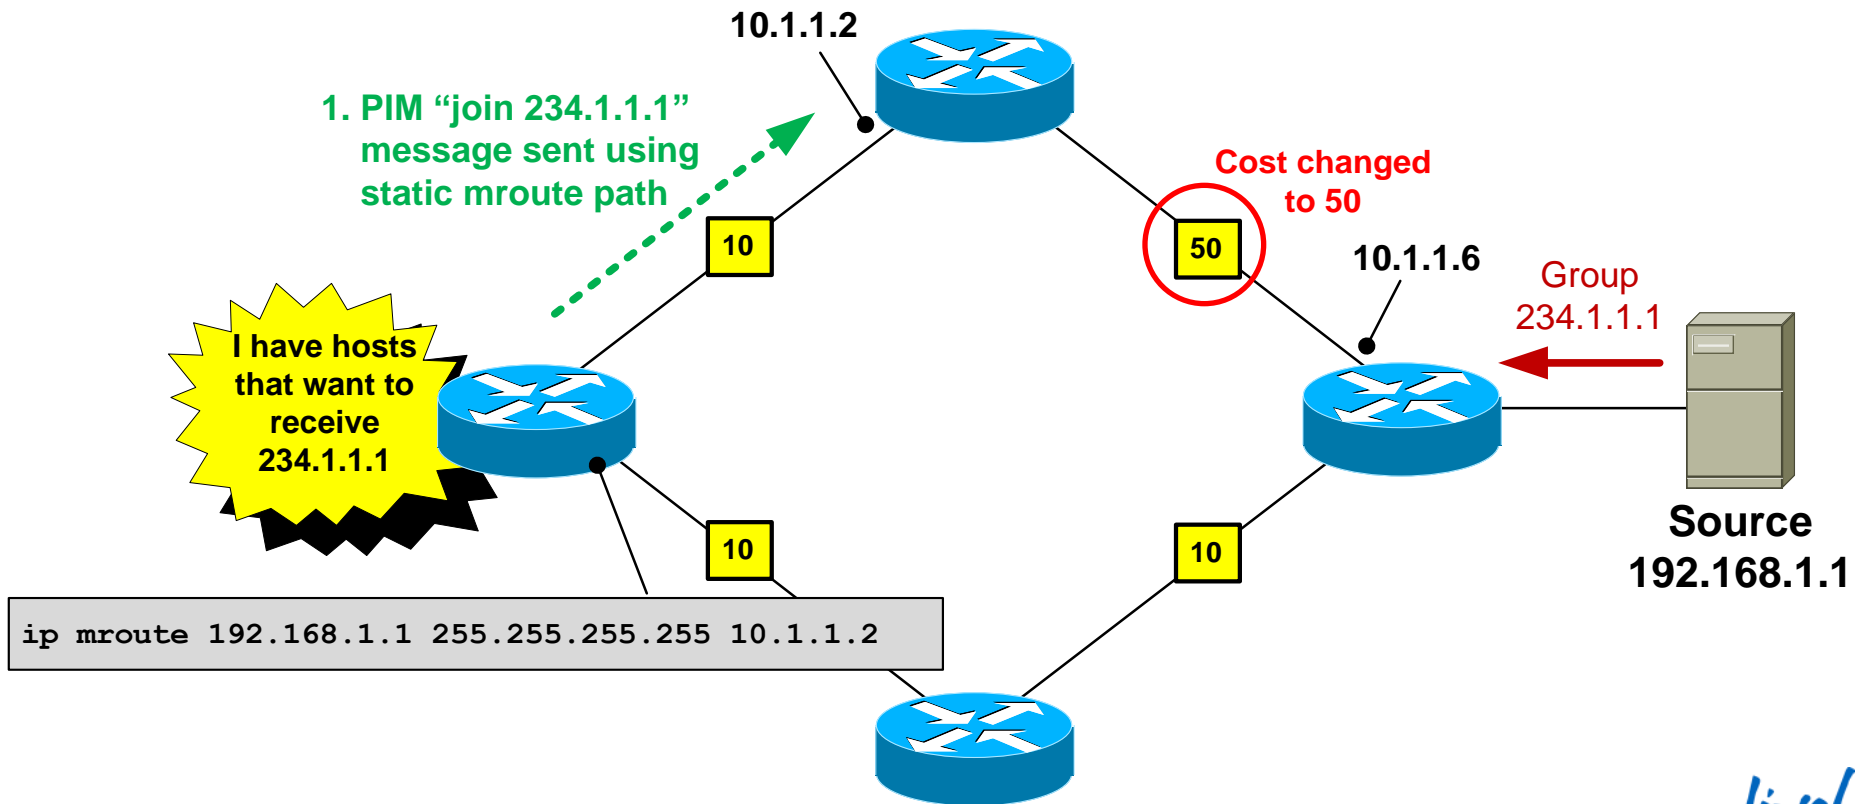 10.1.1.2
1. PIM “join 234.1.1.1”
message sent using
static mroute path
Cost changed
to 50
10
50
10.1.1.6
Group
234.1.1.1
I have hosts
that want to
receive
234.1.1.1
10
10
Source
192.168.1.1
ip mroute 192.168.1.1 255.255.255.255 10.1.1.2